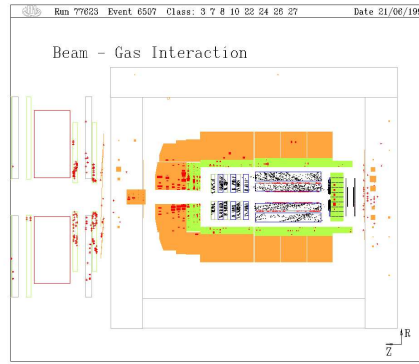 Run 77623 Event 6507 Class: 3 7 8 10 22 24 26 27 Date 21/06/199
Beam - Gas Interaction
R
Z